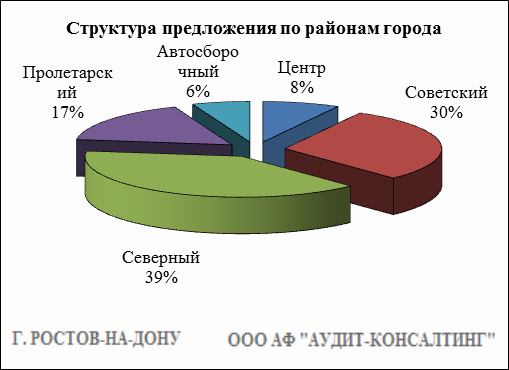 Структура предложения по районам города
Автосборо
чный
6%
Центр
8%
Пролетарск
ий
17%
Советский
30%
Северный
39%
Г. РОСТОВ-НА-ДОНУ
ООО АФ "АУДИТ-КОНСАЛТИНГ"